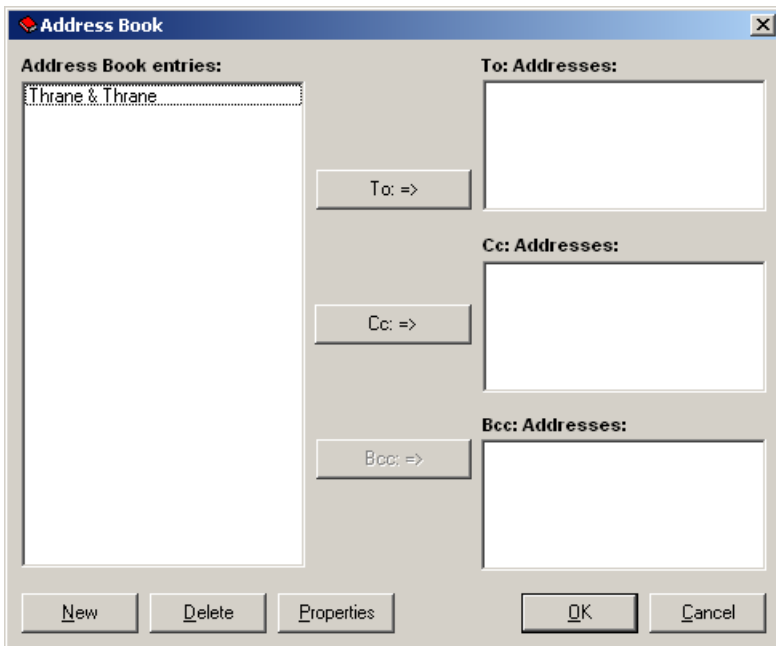 Address Book
Address Book entries:
Thrane & Thrane
To: =>
Cc: =>
Bcc: =>
To: Addresses:
Cc: Addresses:
Bcc: Addresses:
New
Delete
Properties
OK
Cancel